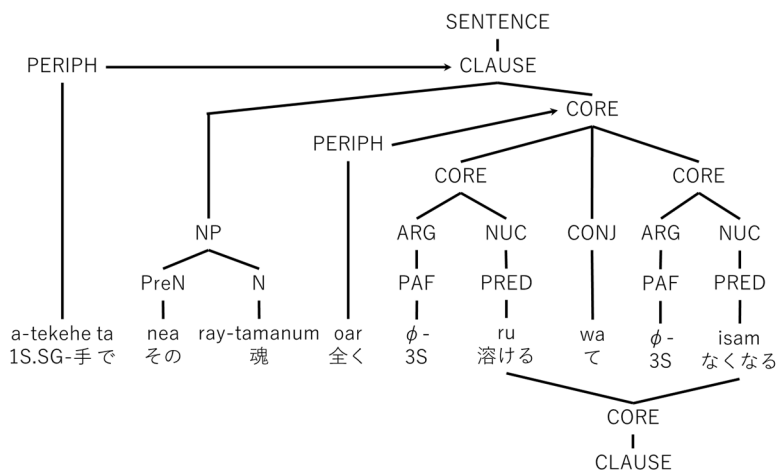 SENTENCE
PERIPH CLAUSE
CORE
PERIPH
CORE CORE
NP ARG NUC CONJ ARG NUC
PreN N PAF PRED PAF PRED
a-tekehe ta nea ray-tamanum oar ϕ- ru wa ϕ- isam
1S.SG-手 で その 魂 全く 3S 溶ける て 3S なくなる
CORE
CLAUSE